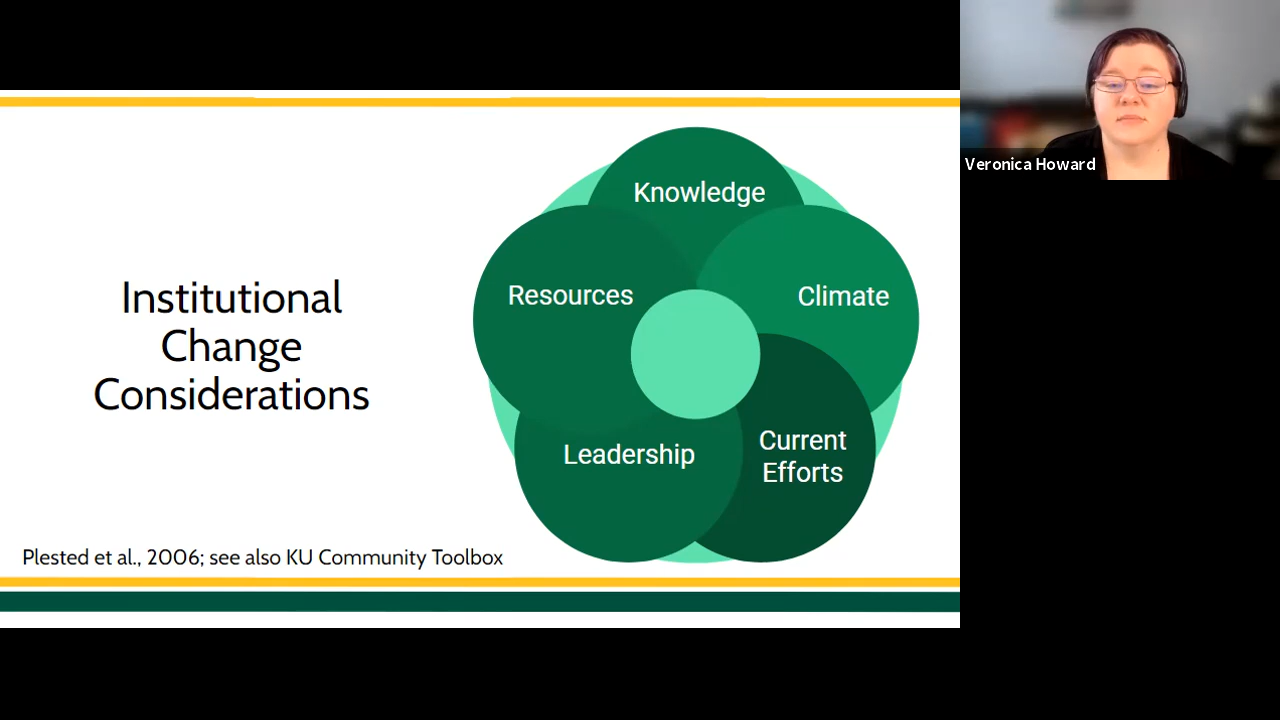 Institutional
Change
Considerations
Knowledge
Resources
Climate
Leadership
Current
Efforts
Plested et al., 2006; see also KU Community Toolbox
Veronica Howard